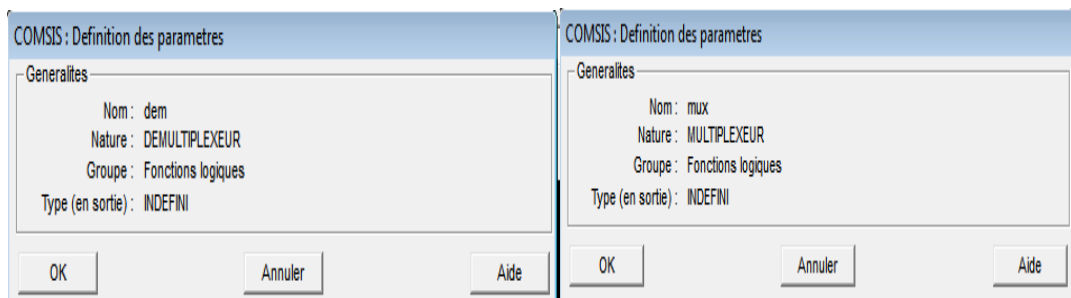 COMSIS : Definition des parametres
Generalites
Nom : dem
Nature : DEMULTIPLEXEUR
Groupe : Fonctions logiques
Type (en sortie) : INDEFINI
OK
Annuler
Aide
COMSIS : Definition des parametres
Generalites
Nom : mux
Nature : MULTIPLEXEUR
Groupe : Fonctions logiques
Type (en sortie) : INDEFINI
OK
Annuler
Aide